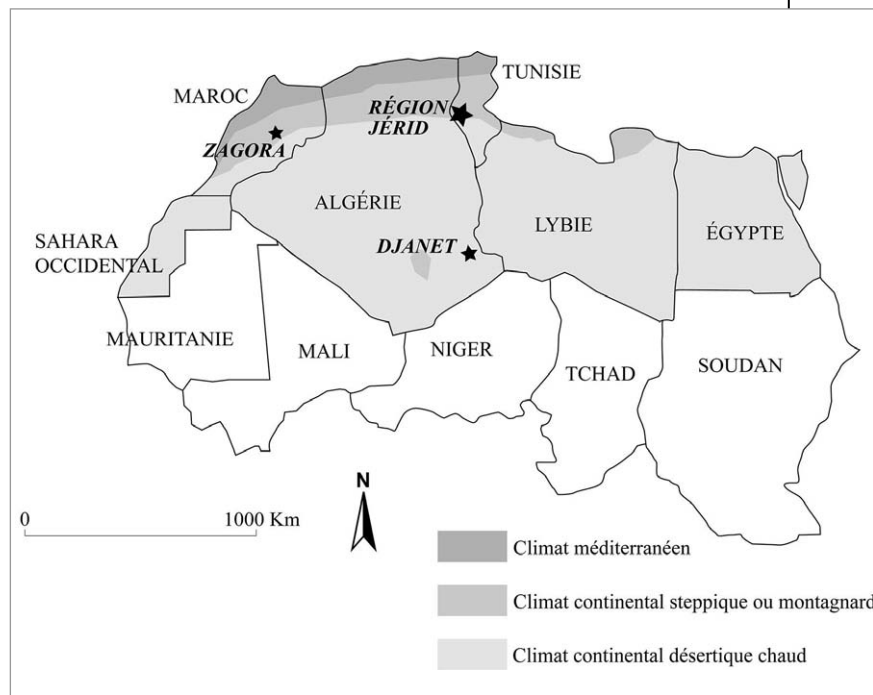 TUNISIE
MAROC
RÉGION
JÉRID
ZAGORA
ALGÉRIE
LYBIE
ÉGYPTE
DJANET
SAHARA
OCCIDENTAL
MAURITANIE
MALI
NIGER
TCHAD
SOUDAN
N
0 1000 Km
Climat méditerranéen
Climat continental steppique ou montagnard
Climat continental désertique chaud